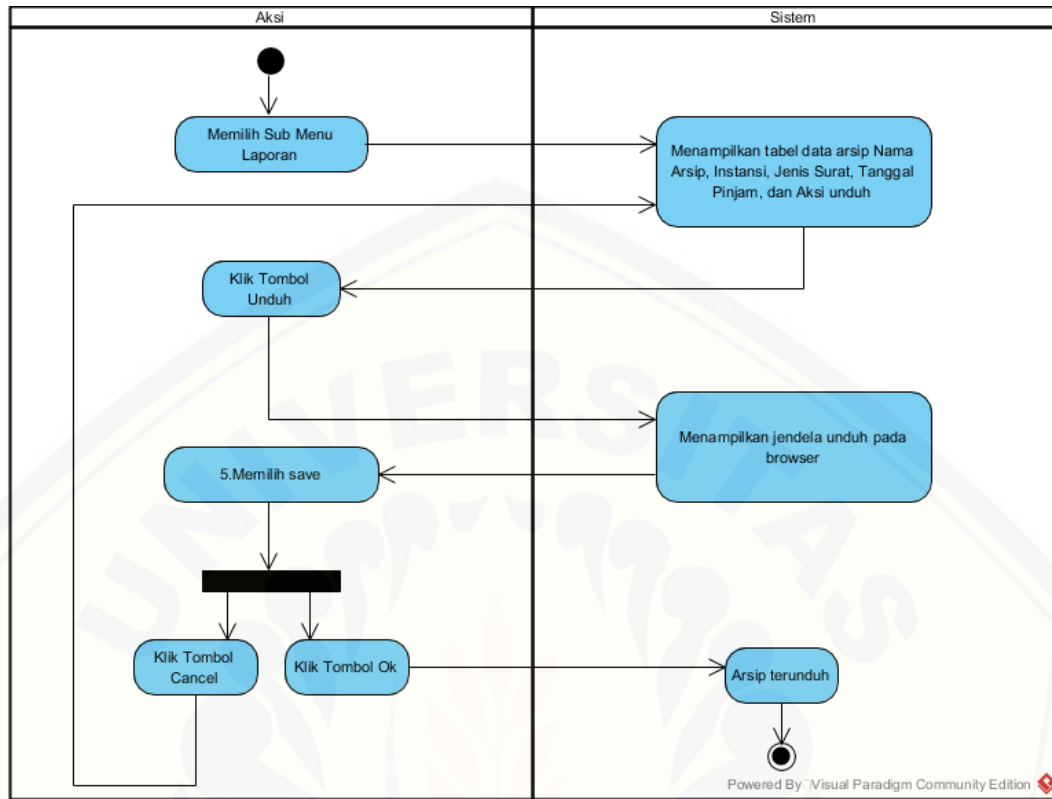 Aksi
Sistem
Memilih Sub Menu
Laporan
Menampilkan tabel data arsip Nama
Arsip, Instansi, Jenis Surat, Tanggal
Pinjam, dan Aksi unduh
Klik Tombol
Unduh
Menampilkan jendela unduh pada
browser
5.Memilih save
Klik Tombol
Cancel
Klik Tombol Ok
Arsip terunduh
UNIVERSITAS
Powered By Visual Paradigm Community Edition